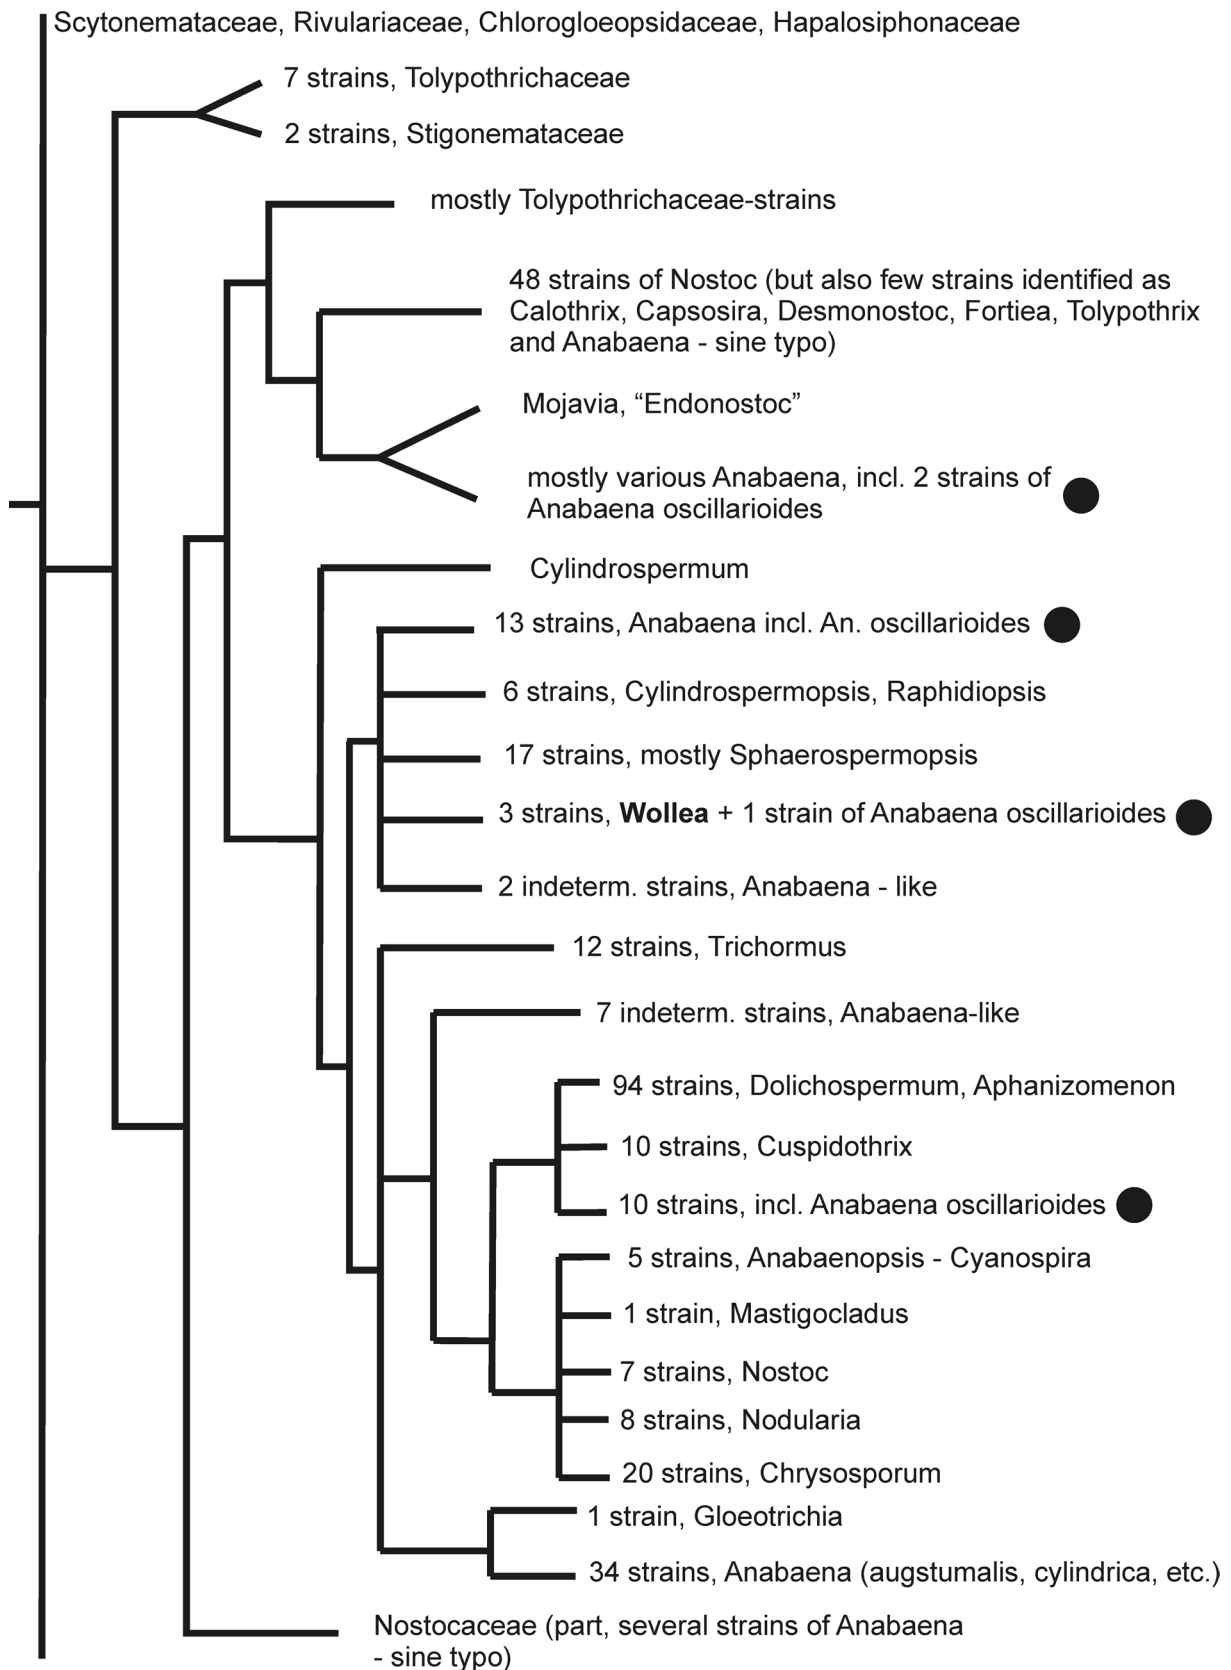 Scytonemataceae, Rivulariaceae, Chlorogloeopsidaceae, Hapalosiphonaceae
7 strains, Tolypothrichaceae
2 strains, Stigonemataceae
mostly Tolypothrichaceae-strains
48 strains of Nostoc (but also few strains identified as
Calothrix, Capsosira, Desmonostoc, Fortiea, Tolypothrix
and Anabaena - sine typo)
Mojavia, “Endonostoc”
mostly various Anabaena, incl. 2 strains of
Anabaena oscillarioides
Cylindrospermum
13 strains, Anabaena incl. An. oscillarioides
6 strains, Cylindrospermopsis, Raphidiopsis
17 strains, mostly Sphaerospermopsis
3 strains, Wollea + 1 strain of Anabaena oscillarioides
2 indeterm. strains, Anabaena - like
12 strains, Trichormus
7 indeterm. strains, Anabaena-like
94 strains, Dolichospermum, Aphanizomenon
10 strains, Cuspidothrix
10 strains, incl. Anabaena oscillarioides
5 strains, Anabaenopsis - Cyanospira
1 strain, Mastigocladus
7 strains, Nostoc
8 strains, Nodularia
20 strains, Chrysosporum
1 strain, Gloeotrichia
34 strains, Anabaena (augstumalis, cylindrica, etc.)
Nostocaceae (part, several strains of Anabaena
- sine typo)